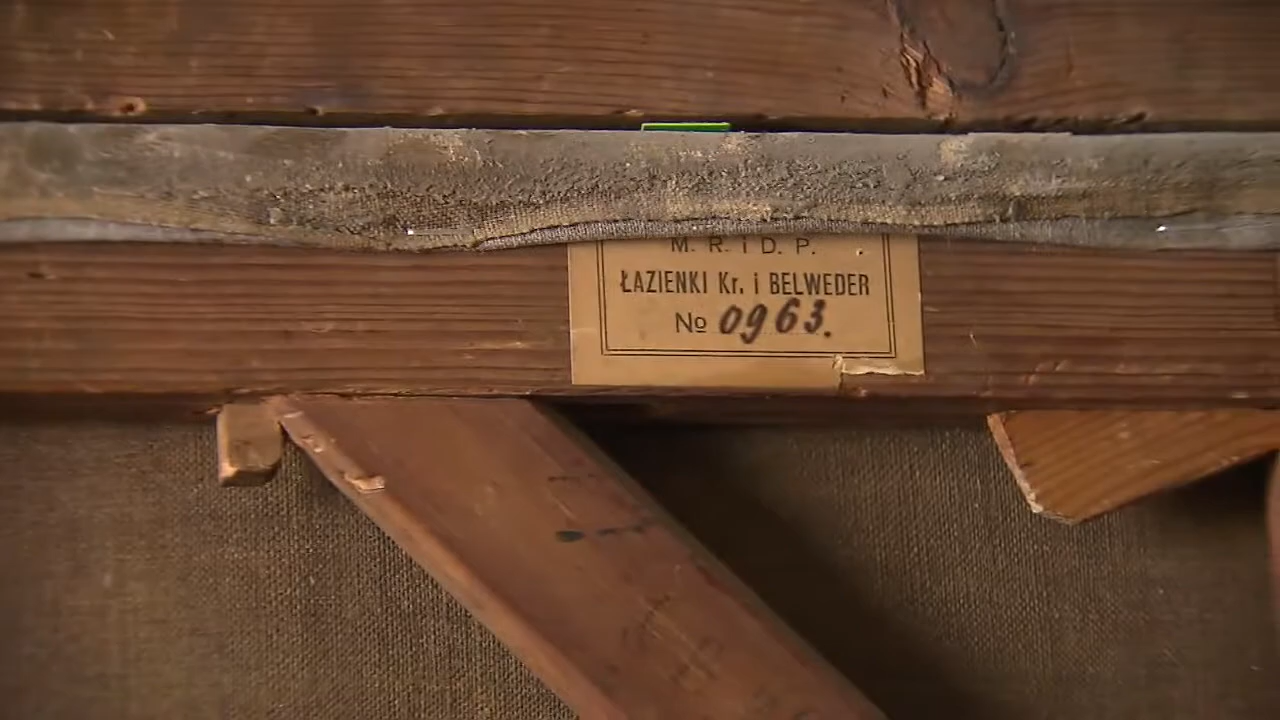 M. R. i D. P.
ŁAZIENKI Kr. i BELWEDER
No 0963.